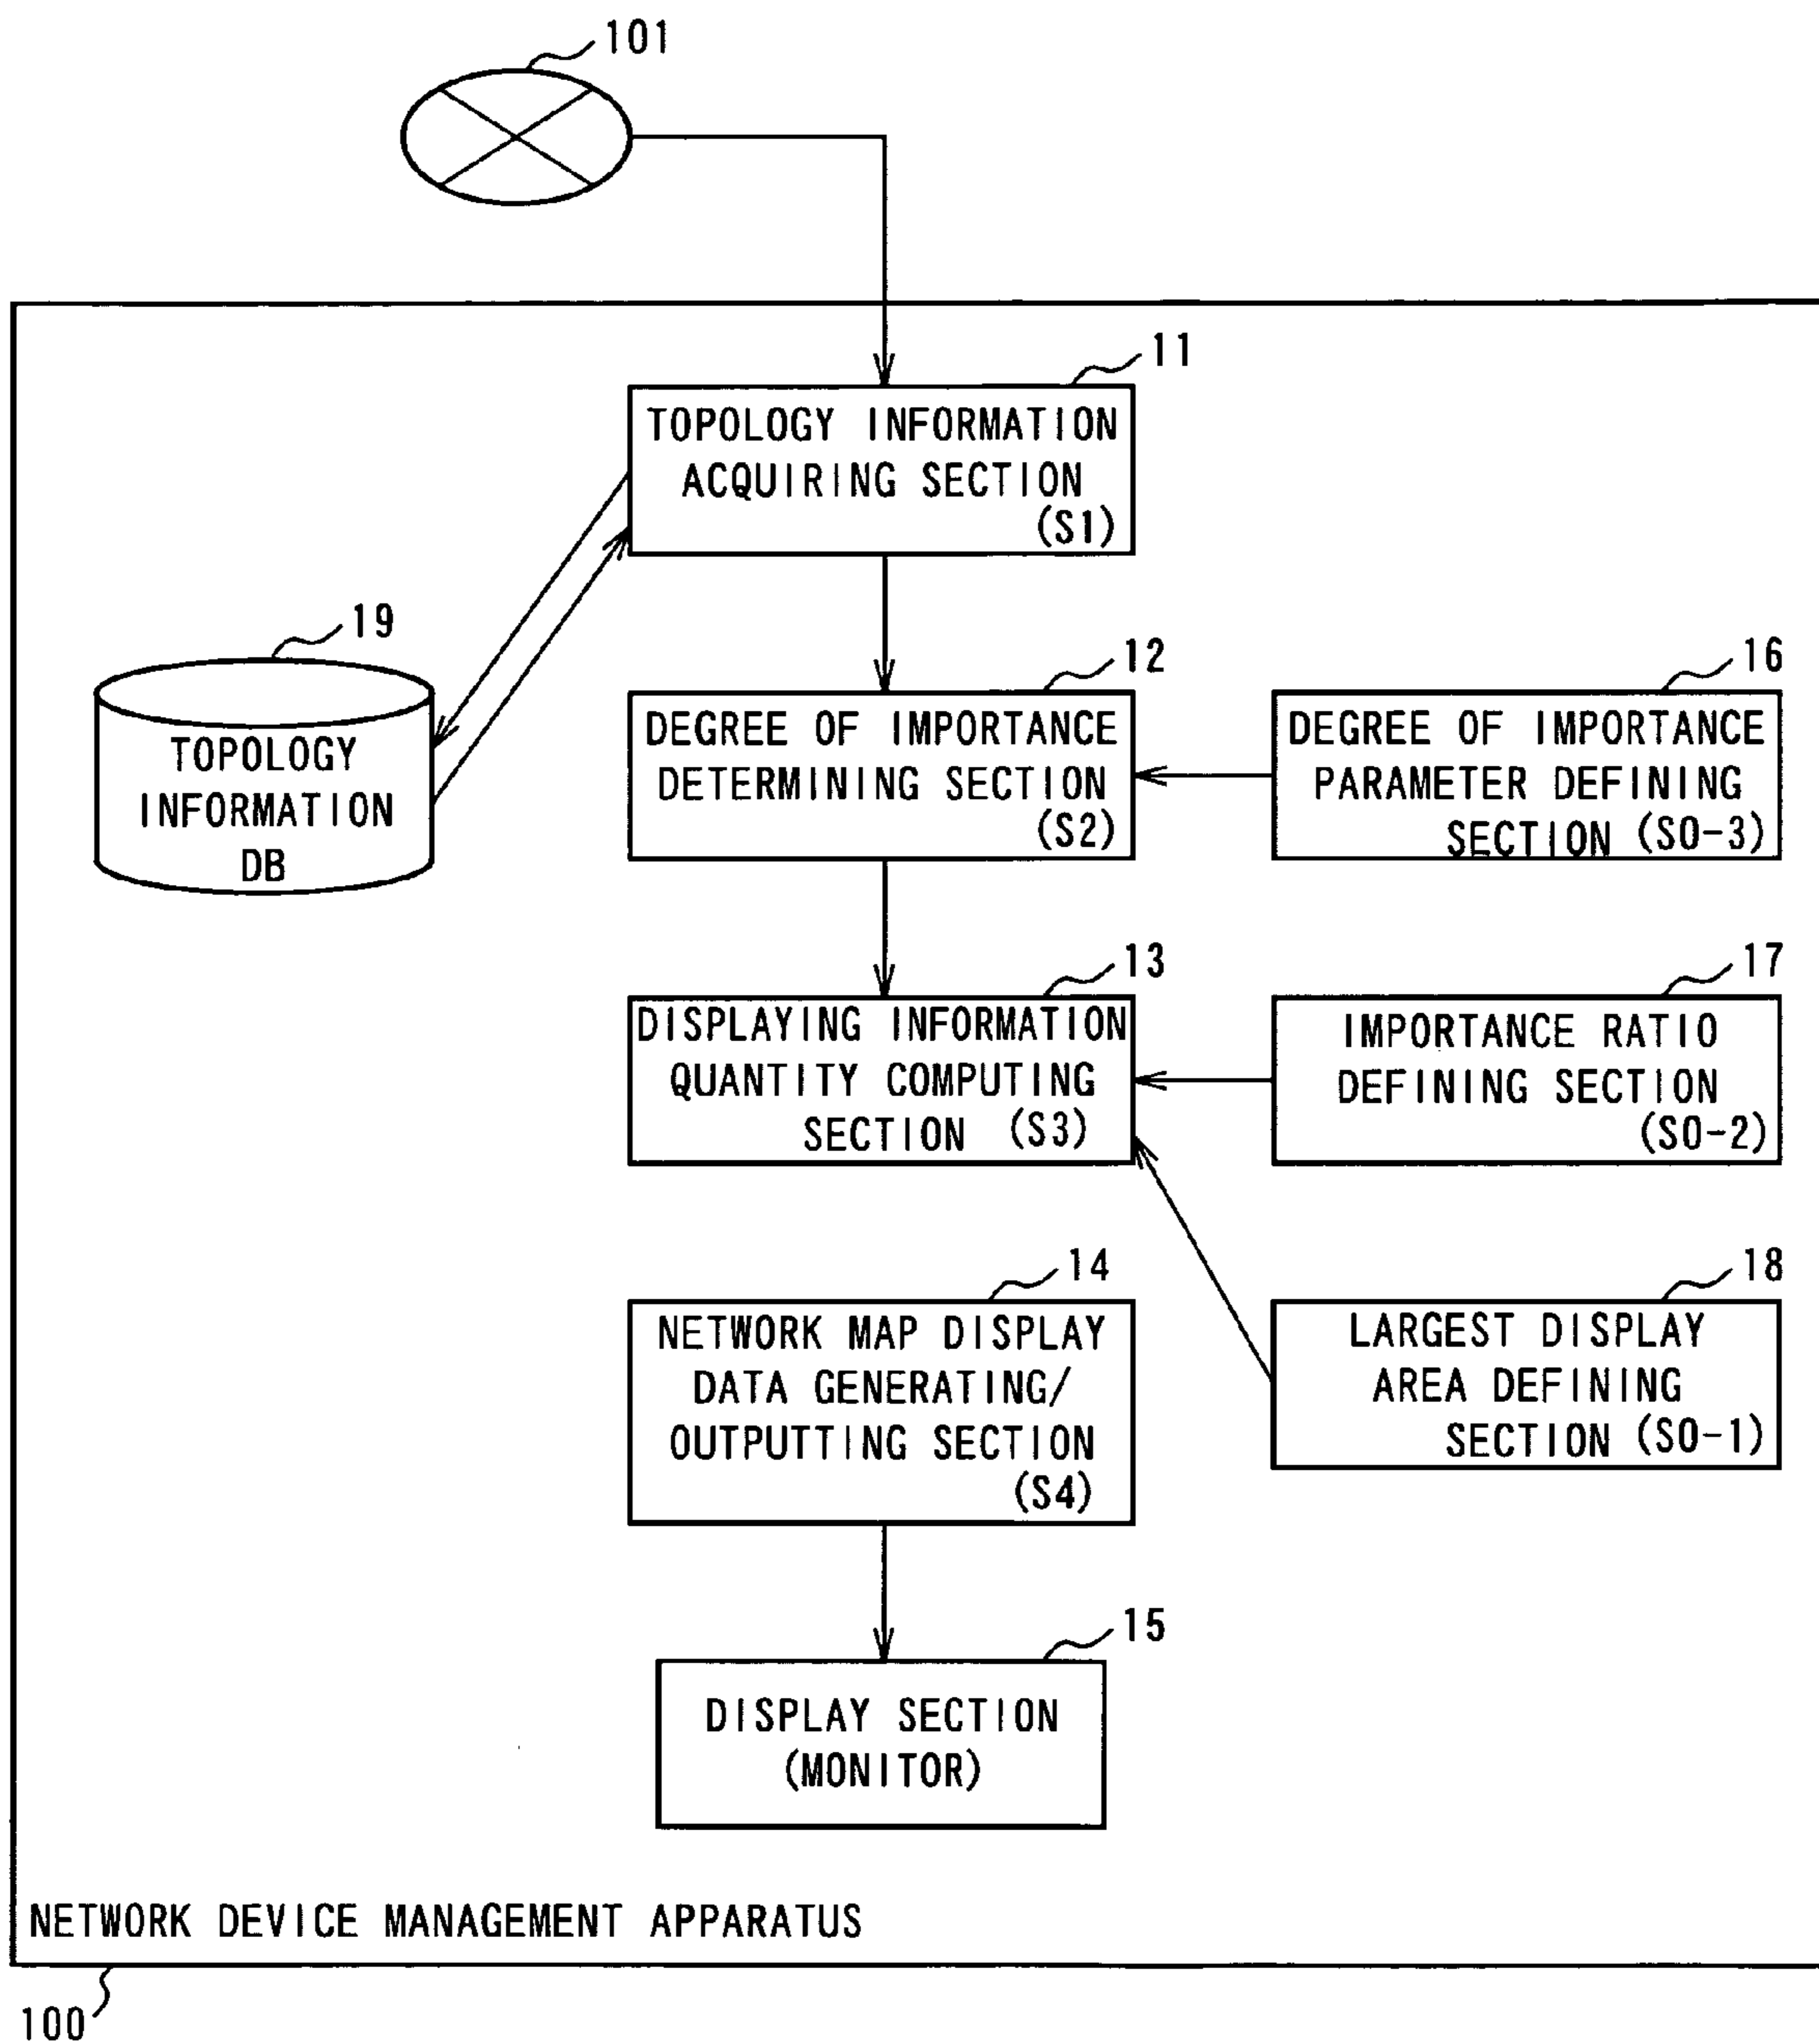 101
11
TOPOLOGY INFORMATION
ACQUIRING SECTION
(S1)
19
TOPOLOGY
INFORMATION
DB
12
DEGREE OF IMPORTANCE
DETERMINING SECTION
(S2)
16
DEGREE OF IMPORTANCE
PARAMETER DEFINING
SECTION (S0-3)
13
DISPLAYING INFORMATION
QUANTITY COMPUTING
SECTION (S3)
17
IMPORTANCE RATIO
DEFINING SECTION
(S0-2)
14
NETWORK MAP DISPLAY
DATA GENERATING/
OUTPUTTING SECTION
(S4)
18
LARGEST DISPLAY
AREA DEFINING
SECTION (S0-1)
15
DISPLAY SECTION
(MONITOR)
NETWORK DEVICE MANAGEMENT APPARATUS
100